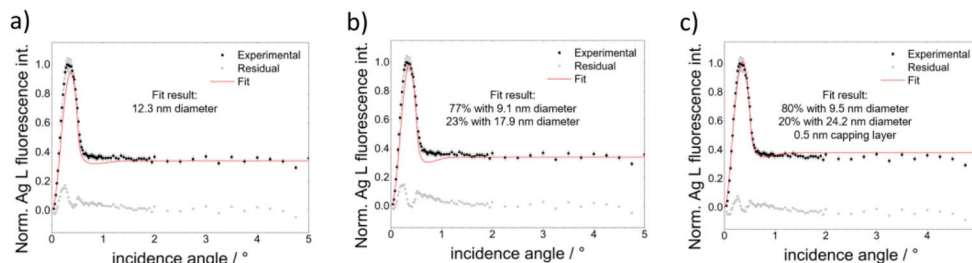 a)
Norm. Ag L fluorescence int.
1.0
0.8
0.6
0.4
0.2
0.0
Experimental
Residual
Fit
Fit result:
12.3 nm diameter
0 1 2 3 4 5
incidence angle / °
b)
Norm. Ag L fluorescence int.
1.0
0.8
0.6
0.4
0.2
0.0
Experimental
Residual
Fit
Fit result:
77% with 9.1 nm diameter
23% with 17.9 nm diameter
0 1 2 3 4 5
incidence angle / °
c)
Norm. Ag L fluorescence int.
1.0
0.8
0.6
0.4
0.2
0.0
Experimental
Residual
Fit
Fit result:
80% with 9.5 nm diameter
20% with 24.2 nm diameter
0.5 nm capping layer
0 1 2 3 4
incidence angle / °